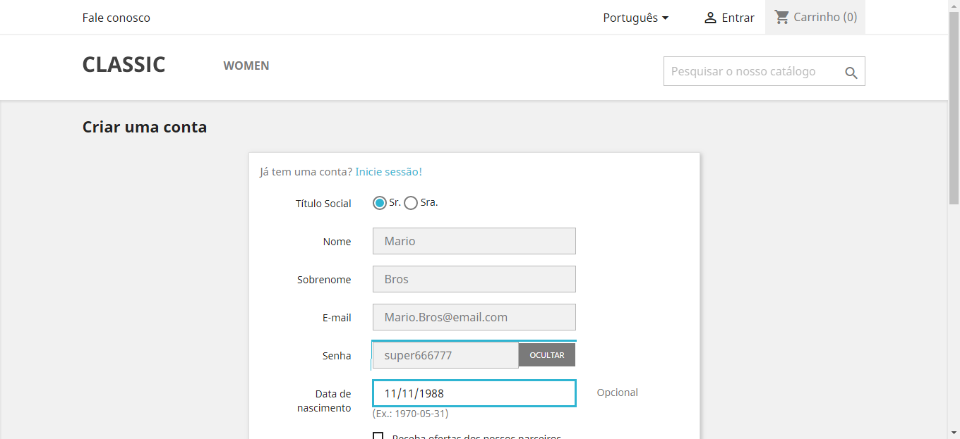 Fale conosco
Português
Entrar
Carrinho (0)
CLASSIC
WOMEN
Pesquisar o nosso catálogo
Criar uma conta
Já tem uma conta? Inicie sessão!
Título Social
Sr.
Sra.
Nome
Mario
Sobrenome
Bros
E-mail
Mario.Bros@email.com
Senha
super666777
OCULTAR
Data de
nascimento
11/11/1988
Opcional
(Ex.: 1970-05-31)
Receba ofertas dos nossos parceiros